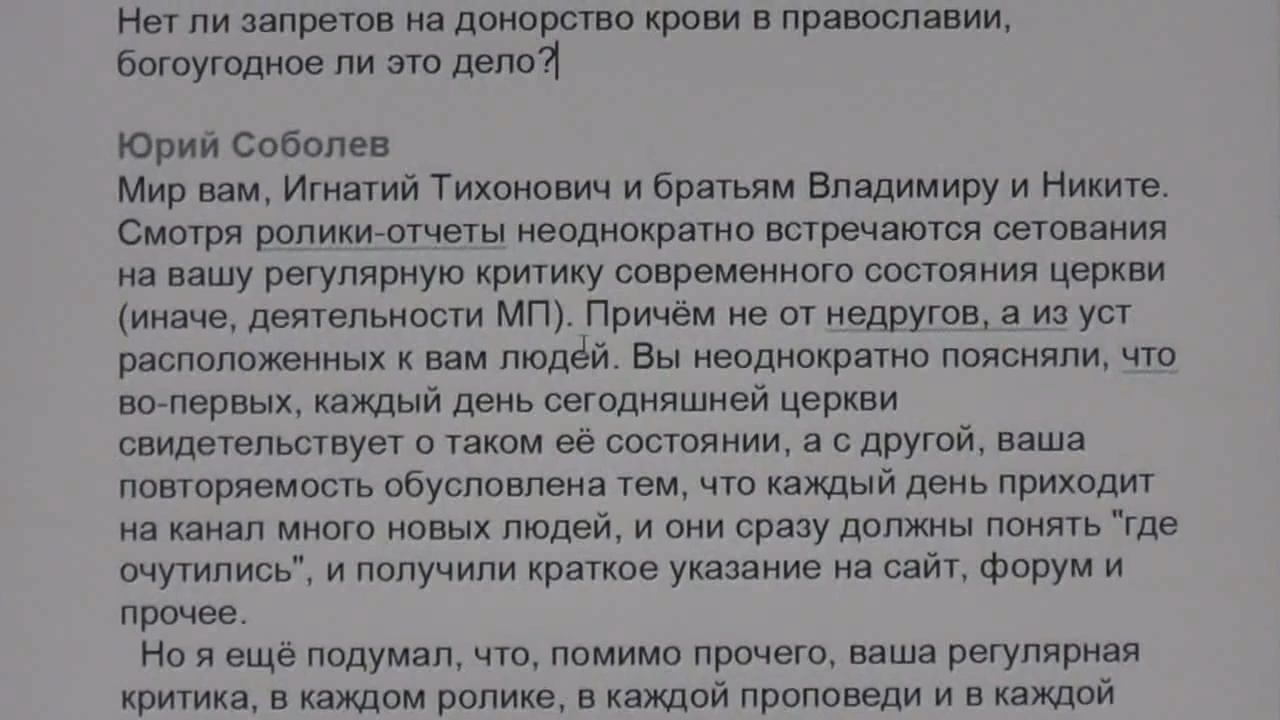 Нет ли запретов на донорство крови в православии,
богоугодное ли это дело?
Юрий Соболев
Мир вам, Игнатий Тихонович и братьям Владимиру и Никите.
Смотря ролики-отчеты неоднократно встречаются сетования
на вашу регулярную критику современного состояния церкви
(иначе, деятельности МП). Причём не от недругов, а из уст
расположенных к вам людей. Вы неоднократно поясняли, что
во-первых, каждый день сегодняшней церкви
свидетельствует о таком её состоянии, а с другой, ваша
повторяемость обусловлена тем, что каждый день приходит
на канал много новых людей, и они сразу должны понять "где
очутились", и получили краткое указание на сайт, форум и
прочее.
Но я ещё подумал, что, помимо прочего, ваша регулярная
критика, в каждом ролике, в каждой проповеди и в каждой